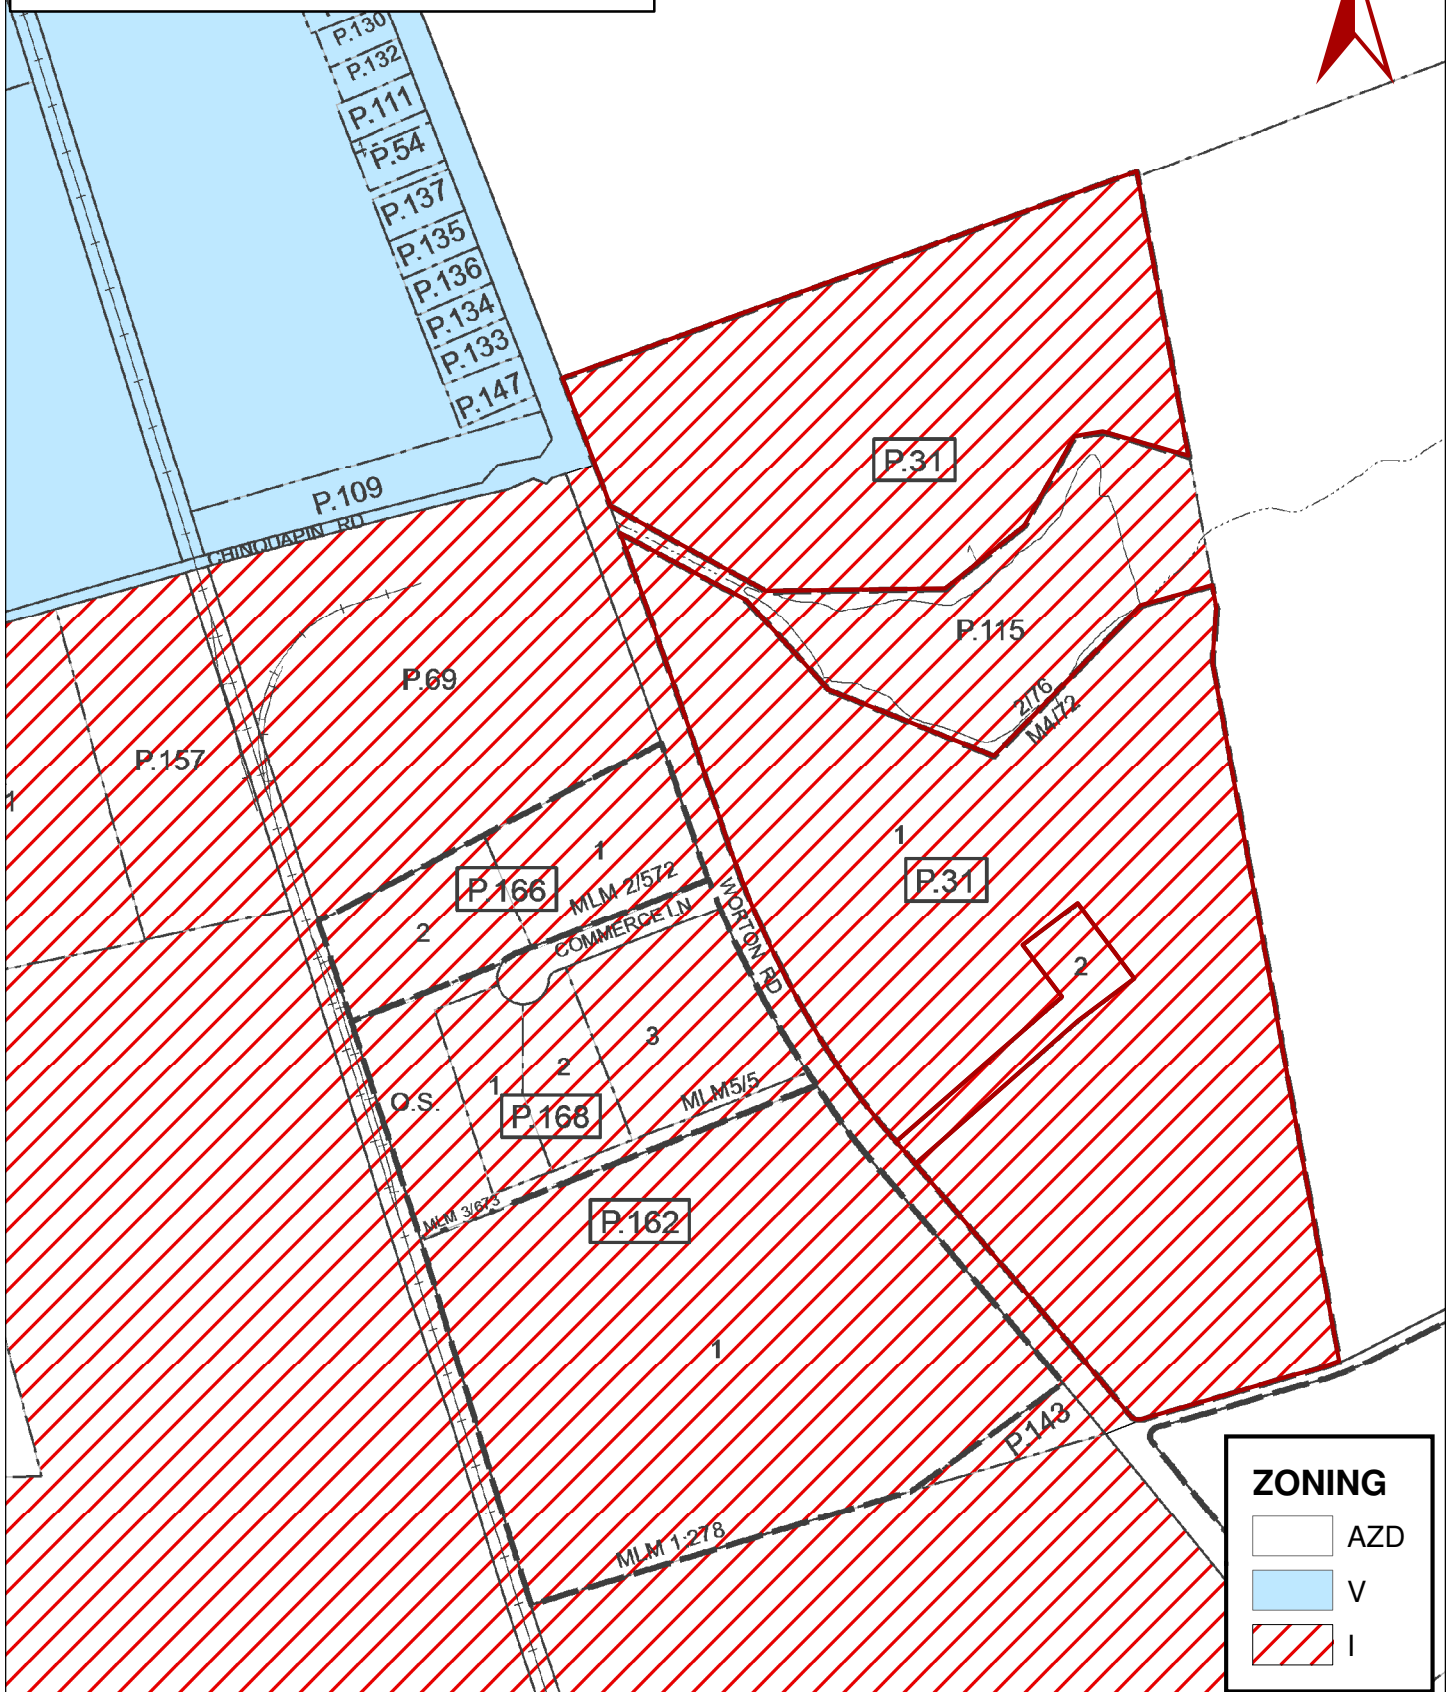 P.130
P.132
P.111
P.54
P.137
P.135
P.136
P.134
P.133
P.147
P.109
CHINQUAPIN RD
P.31
P.115
P.69
2/76
M4/72
P.157
1
1
1
P.31
P.166
MLM 2/572
2
COMMERCE LN
WORTON RD
2
3
2
1
O.S.
P.168
MLM5/5
MLM 3/673
P.162
1
P.143
MLM 1:278
ZONING
AZD
V
I